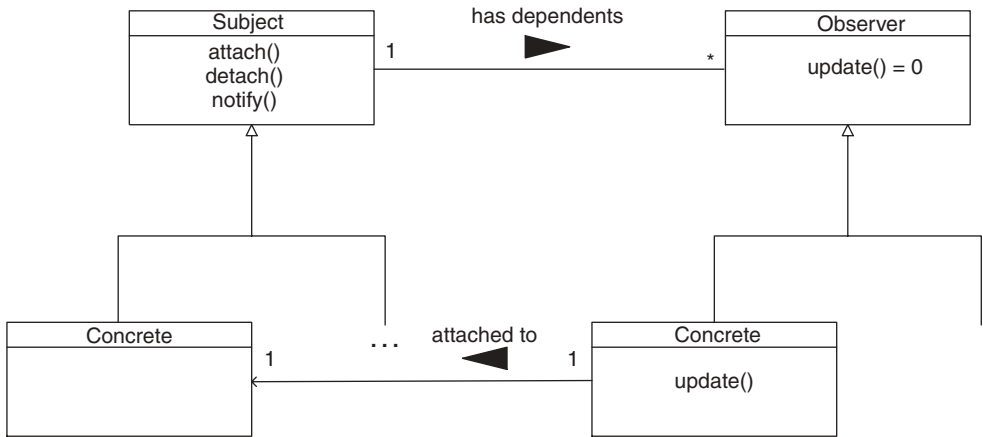 Subject
attach()
detach()
notify()
has dependents
1
*
Observer
update() = 0
Concrete
1
...
attached to
1
Concrete
update()